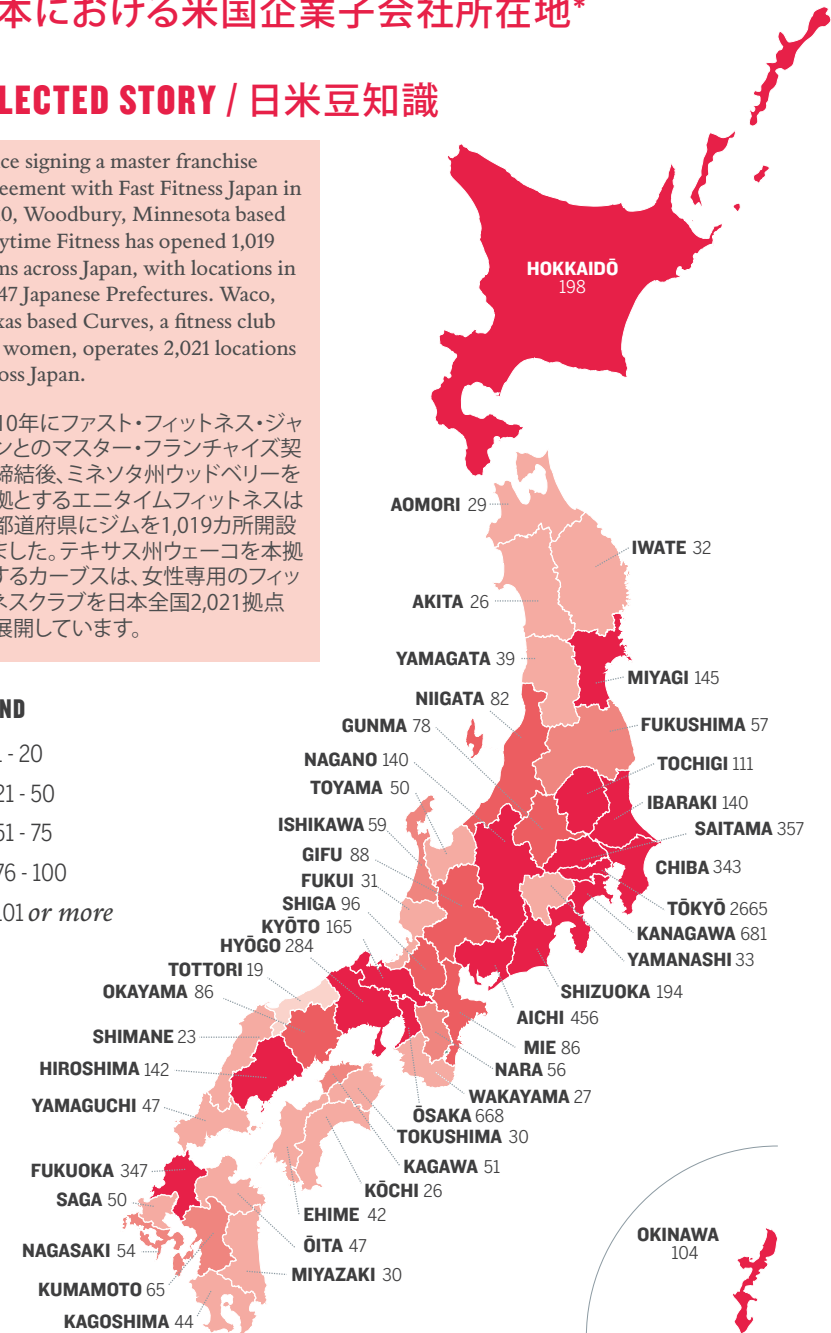 本における米国企業子会社所在地*
LECTED STORY / 日米豆知識
ce signing a master franchise
eement with Fast Fitness Japan in
0, Woodbury, Minnesota based
ytime Fitness has opened 1,019
ms across Japan, with locations in
47 Japanese Prefectures. Waco,
xas based Curves, a fitness club
women, operates 2,021 locations
oss Japan.
10年にファスト・フィットネス・ジャ
ンとのマスター・フランチャイズ契
締結後、ミネソタ州ウッドベリーを
拠とするエニタイムフィットネスは
都道府県にジムを1,019カ所開設
ました。テキサス州ウェーコを本拠
するカーブスは、女性専用のフィッ
ネスクラブを日本全国2,021拠点
展開しています。
ND
- 20
21 - 50
51 - 75
76 - 100
101 or more
HOKKAIDŌ
198
AOMORI 29
IWATE 32
AKITA 26
YAMAGATA 39
MIYAGI 145
NIIGATA 82
FUKUSHIMA 57
GUNMA 78
NAGANO 140
TOCHIGI 111
TOYAMA 50
IBARAKI 140
ISHIKAWA 59
SAITAMA 357
GIFU 88
CHIBA 343
FUKUI 31
SHIGA 96
TŌKYŌ 2665
KYŌTO 165
KANAGAWA 681
HYŌGO 284
YAMANASHI 33
TOTTORI 19
OKAYAMA 86
SHIZUOKA 194
AICHI 456
SHIMANE 23
MIE 86
HIROSHIMA 142
NARA 56
WAKAYAMA 27
YAMAGUCHI 47
ŌSAKA 668
TOKUSHIMA 30
KAGAWA 51
FUKUOKA 347
KŌCHI 26
SAGA 50
EHIME 42
NAGASAKI 54
ŌITA 47
MIYAZAKI 30
KUMAMOTO 65
KAGOSHIMA 44
OKINAWA
104